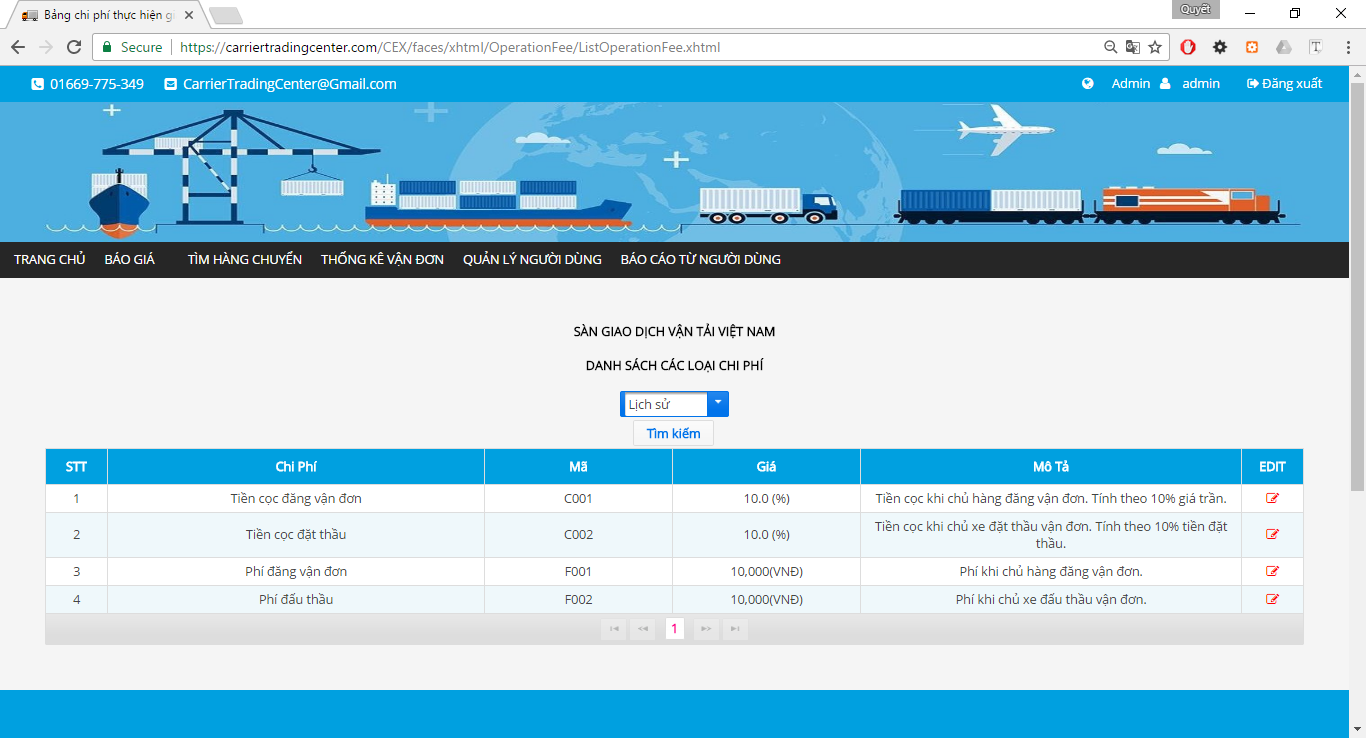 Quyết
Bảng chi phí thực hiện gi
Secure https://carriertradingcenter.com/CEX/faces/xhtml/OperationFee/ListOperationFee.xhtml
01669-775-349 CarrierTradingCenter@Gmail.com Admin admin Đăng xuất
TRANG CHỦ BÁO GIÁ TÌM HÀNG CHUYẾN THỐNG KÊ VẬN ĐƠN QUẢN LÝ NGƯỜI DÙNG BÁO CÁO TỪ NGƯỜI DÙNG
SÀN GIAO DỊCH VẬN TẢI VIỆT NAM
DANH SÁCH CÁC LOẠI CHI PHÍ
Lịch sử
Tìm kiếm
STT Chi Phí Mã Giá Mô Tả EDIT
1 Tiền cọc đăng vận đơn C001 10.0 (%) Tiền cọc khi chủ hàng đăng vận đơn. Tính theo 10% giá trần.
2 Tiền cọc đặt thầu C002 10.0 (%) Tiền cọc khi chủ xe đặt thầu vận đơn. Tính theo 10% tiền đặt
thầu.
3 Phí đăng vận đơn F001 10,000(VNĐ) Phí khi chủ hàng đăng vận đơn.
4 Phí đấu thầu F002 10,000(VNĐ) Phí khi chủ xe đấu thầu vận đơn.
1